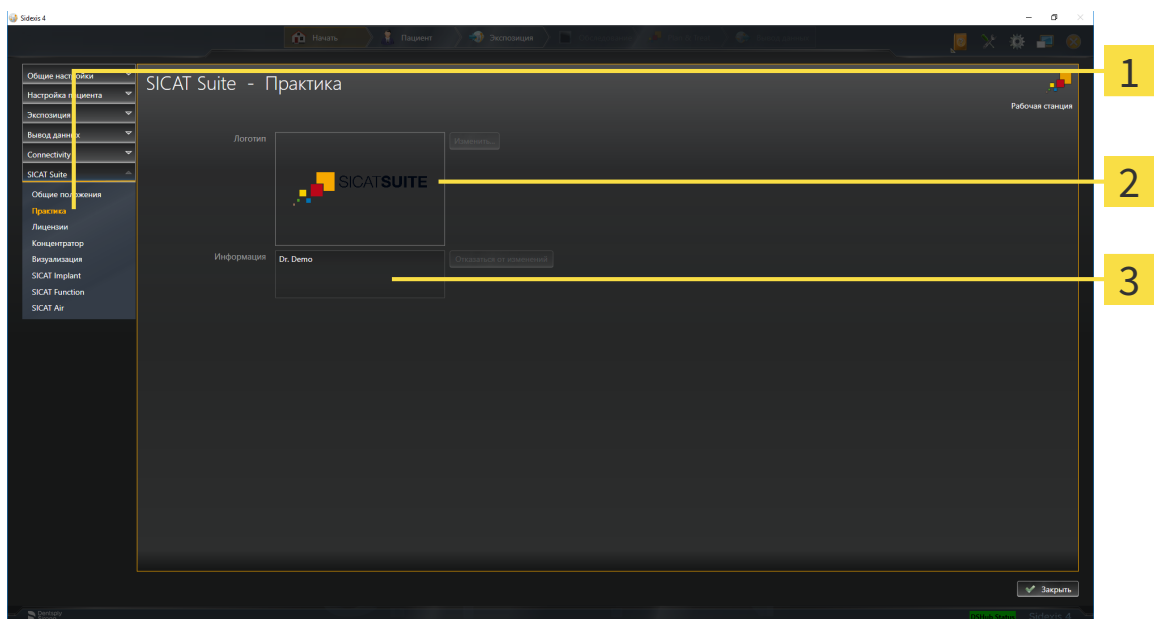 Sidexis 4
Начать Пациент Экспозиция
Общие настройки
Настройка пациента
Экспозиция
Вывод данных
Connectivity
SICAT Suite
Общие положения
Практика
Лицензии
Концентратор
Визуализация
SICAT Implant
SICAT Function
SICAT Air
SICAT Suite - Практика
Рабочая станция
Логотип
SICATSUITE
Изменить...
Информация
Dr. Demo
Отказаться от изменений
Закрыть
Dentsply
Sidexis 4
1
2
3